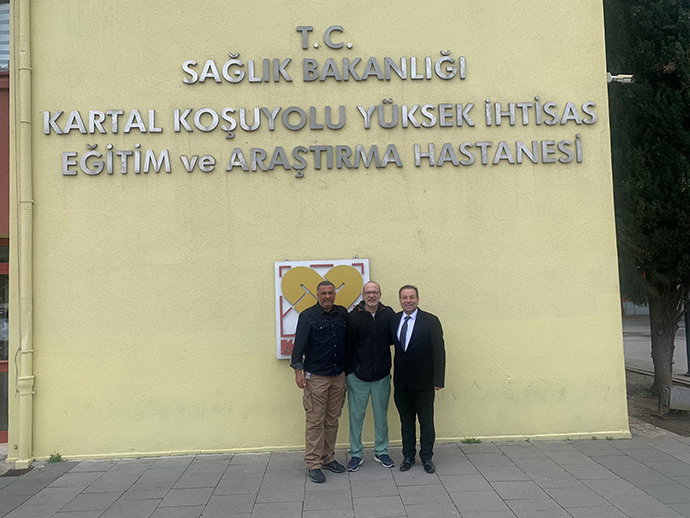 T.C.
SAĞLIK BAKANLIĞI
KARTAL KOŞUYOLU YÜKSEK İHTİSAS
EĞİTİM ve ARAŞTIRMA HASTANESİ